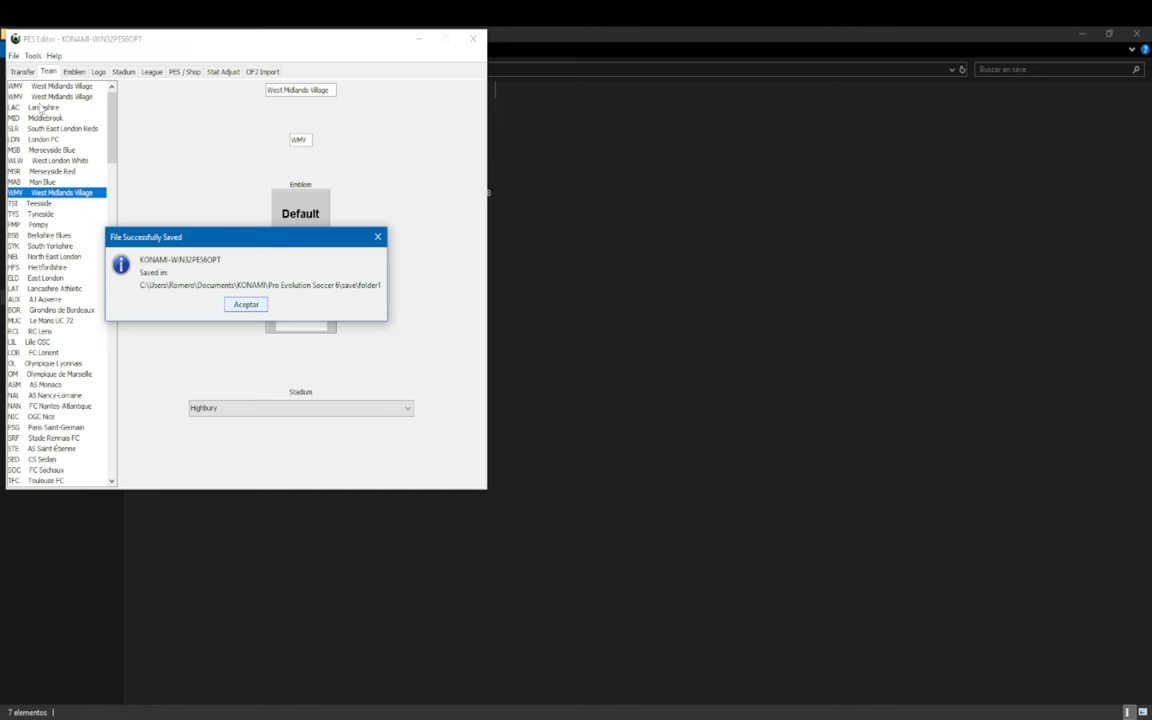 PES Editor - KONAMI-WIN32PES6OPT
File Tools Help
Transfer Team Emblem Logo Stadium League PES / Shop Stat Adjust OF2 Import
Buscar en save
WMV West Midlands Village
WMV West Midlands Village
LAC Lancashire
MID Middlebrook
SLR South East London Reds
LDN London FC
MSB Merseyside Blue
WLW West London White
MSR Merseyside Red
MAB Man Blue
WMV West Midlands Village
TSI Teesside
TYS Tyneside
PMP Pompy
BSB Berkshire Blues
SYK South Yorkshire
NEL North East London
HFS Hertfordshire
ELD East London
LAT Lancashire Athletic
AUX AJ Auxerre
BOR Girondins de Bordeaux
MUC Le Mans UC 72
RCL RC Lens
LIL Lille OSC
LOR FC Lorient
OL Olympique Lyonnais
OM Olympique de Marseille
ASM AS Monaco
NAL AS Nancy-Lorraine
NAN FC Nantes-Atlantique
NIC OGC Nice
PSG Paris Saint-Germain
SRF Stade Rennais FC
STE AS Saint-Étienne
SED CS Sedan
SOC FC Sochaux
TFC Toulouse FC
West Midlands Village
WMV
Emblem
Default
File Successfully Saved
KONAMI-WIN32PES6OPT
Saved in:
C:\Users\Romero\Documents\KONAMI\Pro Evolution Soccer 6\save\folder1
Aceptar
Stadium
Highbury
7 elementos